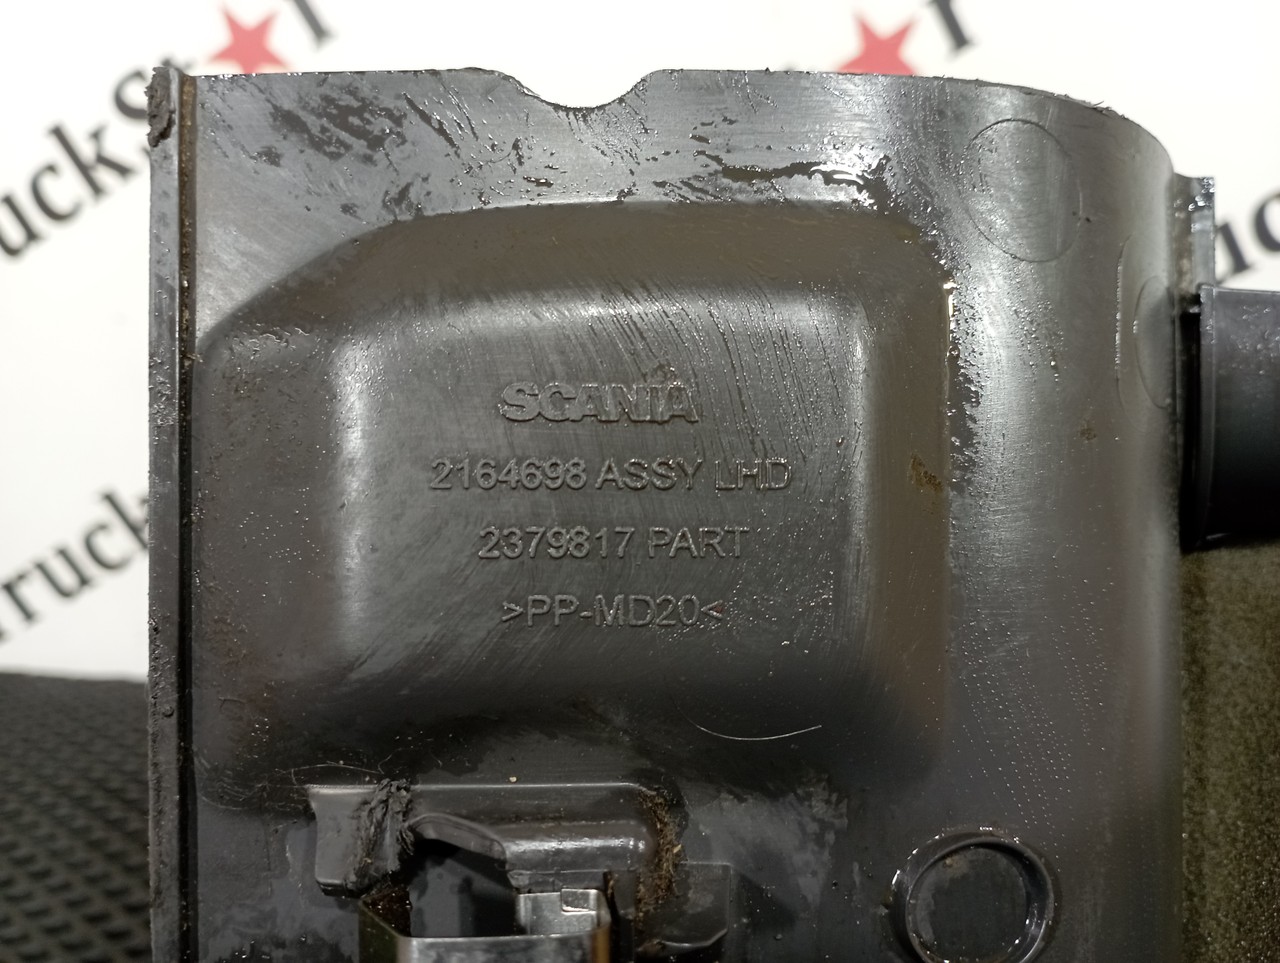 SCANIA
2164698 ASSY LHD
2379817 PART
>PP-MD20<